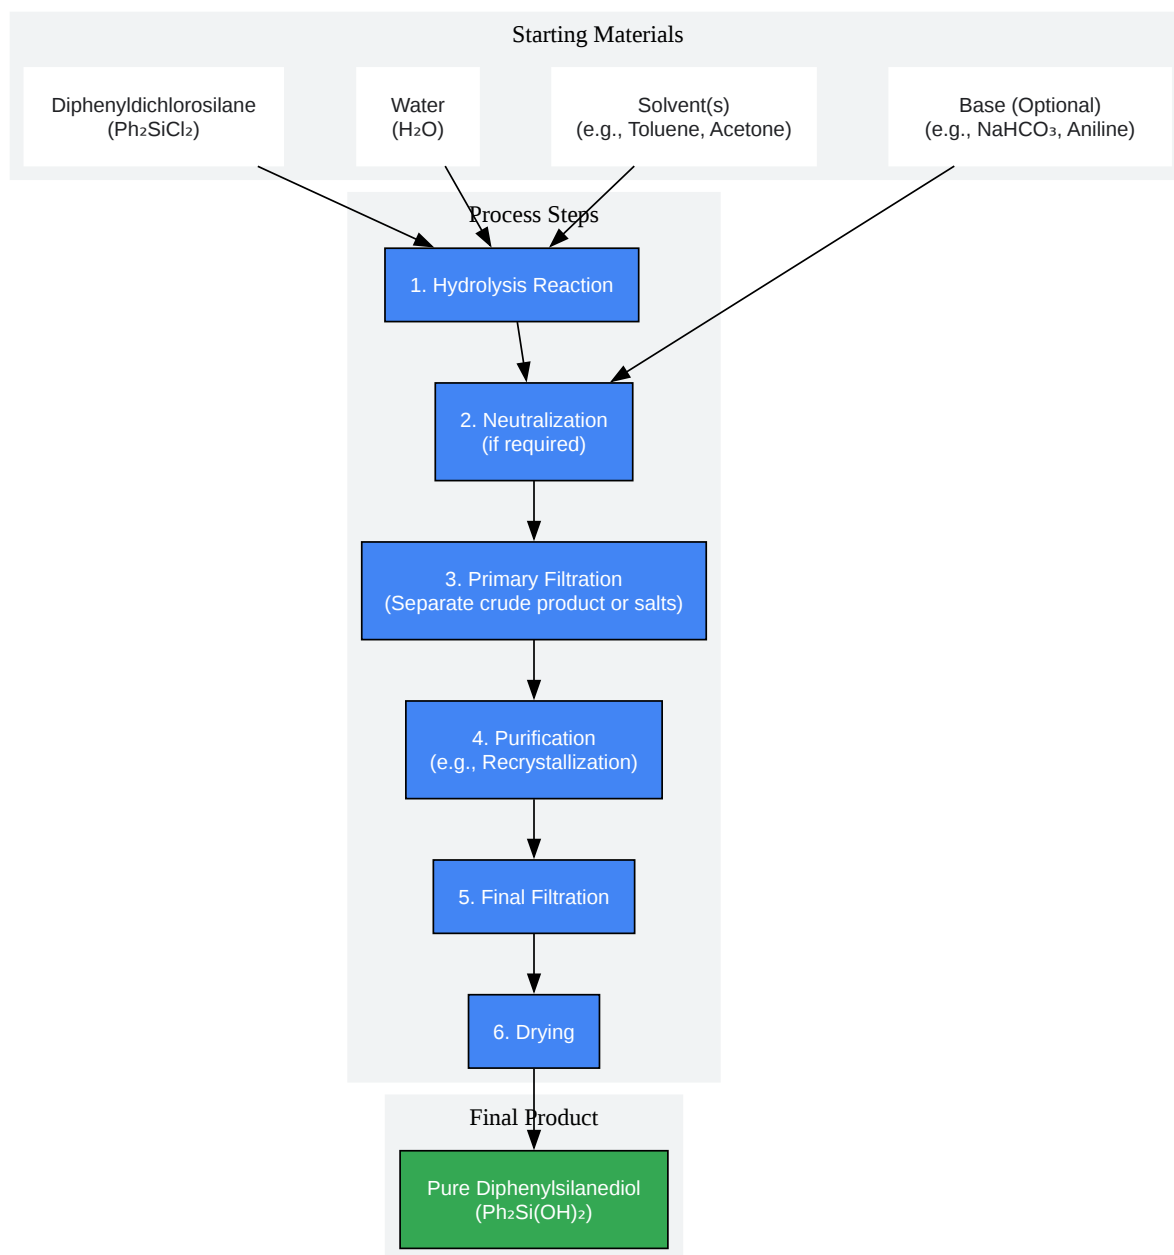 Starting Materials
Diphenyldichlorosilane
(Ph₂SiCl₂)
Water
(H₂O)
Solvent(s)
(e.g., Toluene, Acetone)
Base (Optional)
(e.g., NaHCO₃, Aniline)
Process Steps
1. Hydrolysis Reaction
2. Neutralization
(if required)
3. Primary Filtration
(Separate crude product or salts)
4. Purification
(e.g., Recrystallization)
5. Final Filtration
6. Drying
Final Product
Pure Diphenylsilanediol
(Ph₂Si(OH)₂)